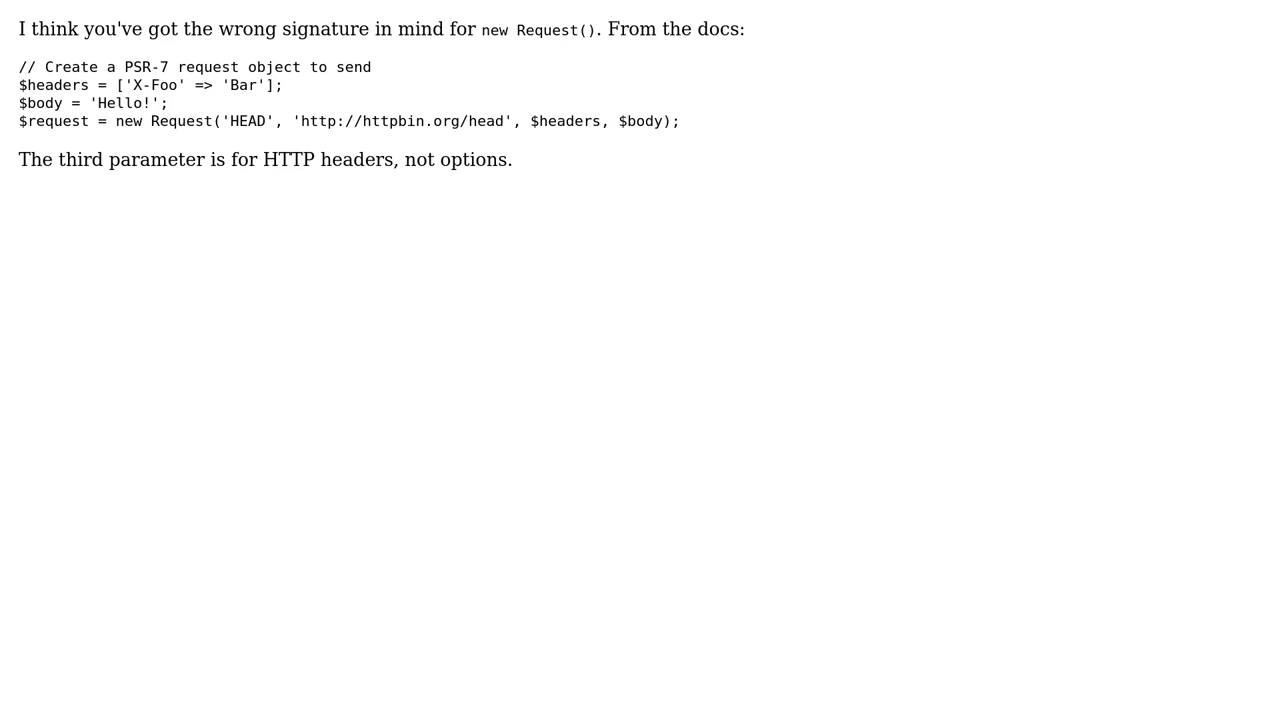 I think you've got the wrong signature in mind for new Request(). From the docs:
// Create a PSR-7 request object to send
$headers = ['X-Foo' => 'Bar'];
$body = 'Hello!';
$request = new Request('HEAD', 'http://httpbin.org/head', $headers, $body);
The third parameter is for HTTP headers, not options.